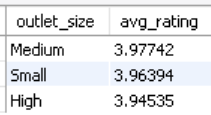 outlet_size avg_rating
Medium 3.97742
Small 3.96394
High 3.94535